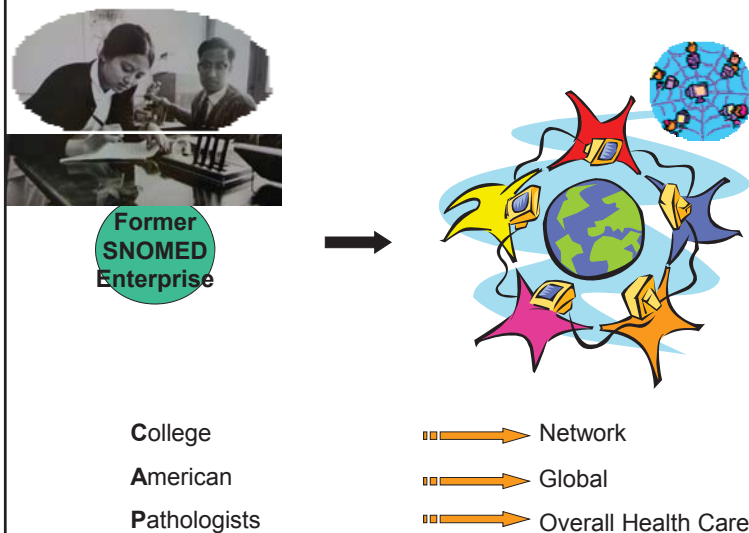 Former
SNOMED
Enterprise
College
Network
American
Global
Pathologists
Overall Health Care